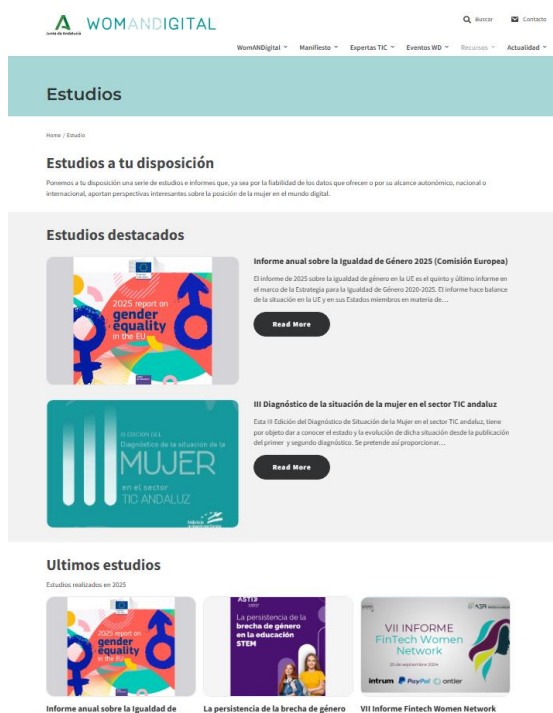 Junta de Andalucía
WOMANDIGITAL
Buscar
Contacto
WomANDigital
Manifiesto
Expertas TIC
Eventos WD
Recursos
Actualidad
Estudios
Home / Estudio
Estudios a tu disposición
Ponemos a tu disposición una serie de estudios e informes que, ya sea por la fiabilidad de los datos que ofrecen o por su alcance autonómico, nacional o
internacional, aportan perspectivas interesantes sobre la posición de la mujer en el mundo digital.
Estudios destacados
2025 report on
gender
equality
in the EU
Informe anual sobre la Igualdad de Género 2025 (Comisión Europea)
El informe de 2025 sobre la igualdad de género en la UE es el quinto y último informe en
el marco de la Estrategia para la Igualdad de Género 2020-2025. El informe hace balance
de la situación en la UE y en sus Estados miembros en materia de…
Read More
III EDICIÓN DEL
Diagnóstico de la situación de la
MUJER
en el sector
TIC ANDALUZ
III Diagnóstico de la situación de la mujer en el sector TIC andaluz
Esta III Edición del Diagnóstico de Situación de la Mujer en el Sector TIC andaluz, tiene
por objeto dar a conocer el estado y la evolución de dicha situación desde la publicación
del primer y segundo diagnóstico. Se pretende así proporcionar…
Read More
Ultimos estudios
Estudios realizados en 2025
2025 report on
gender
equality
in the EU
Informe anual sobre la Igualdad de
La persistencia de la
brecha de género
en la educación
STEM
La persistencia de la brecha de género
VII INFORME
FinTech Women
Network
25 de septiembre 2024
intrum
PayPal
ontier
VII Informe Fintech Women Network